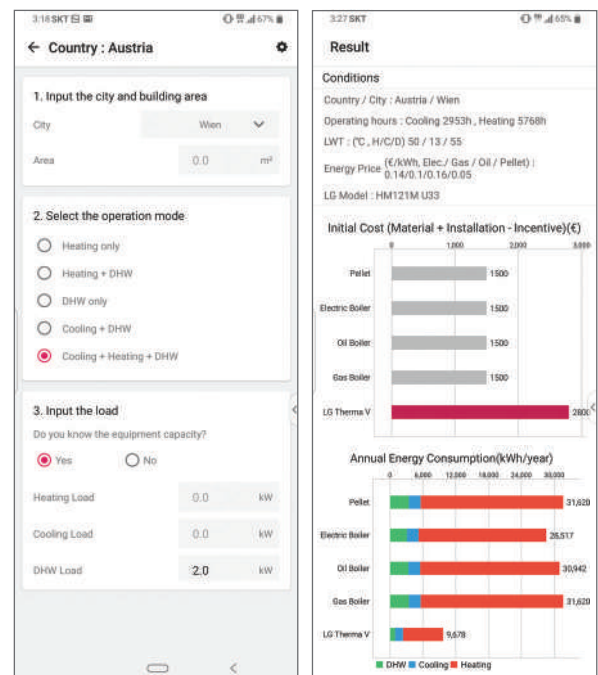 3:18 SKT
67%
← Country : Austria
1. Input the city and building area
City Wien
Area 0.0 m²
2. Select the operation mode
Heating only
Heating + DHW
DHW only
Cooling + DHW
Cooling + Heating + DHW
3. Input the load
Do you know the equipment capacity?
Yes No
Heating Load 0.0 kW
Cooling Load 0.0 kW
DHW Load 2.0 kW
3:27 SKT
65%
Result
Conditions
Country / City : Austria / Wien
Operating hours : Cooling 2953h , Heating 5768h
LWT : (℃ , H/C/D) 50 / 13 / 55
Energy Price (€/kWh, Elec./ Gas / Oil / Pellet) :
0.14/0.1/0.16/0.05
LG Model : HM121M U33
Initial Cost (Material + Installation - Incentive)(€)
0 1,000 2,000 3,000
Pellet 1500
Electric Boiler 1500
Oil Boiler 1500
Gas Boiler 1500
LG Therma V 2800
Annual Energy Consumption(kWh/year)
0 6,000 12,000 18,000 24,000 30,000
Pellet 31,620
Electric Boiler 28,517
Oil Boiler 30,942
Gas Boiler 31,620
LG Therma V 9,678
DHW Cooling Heating